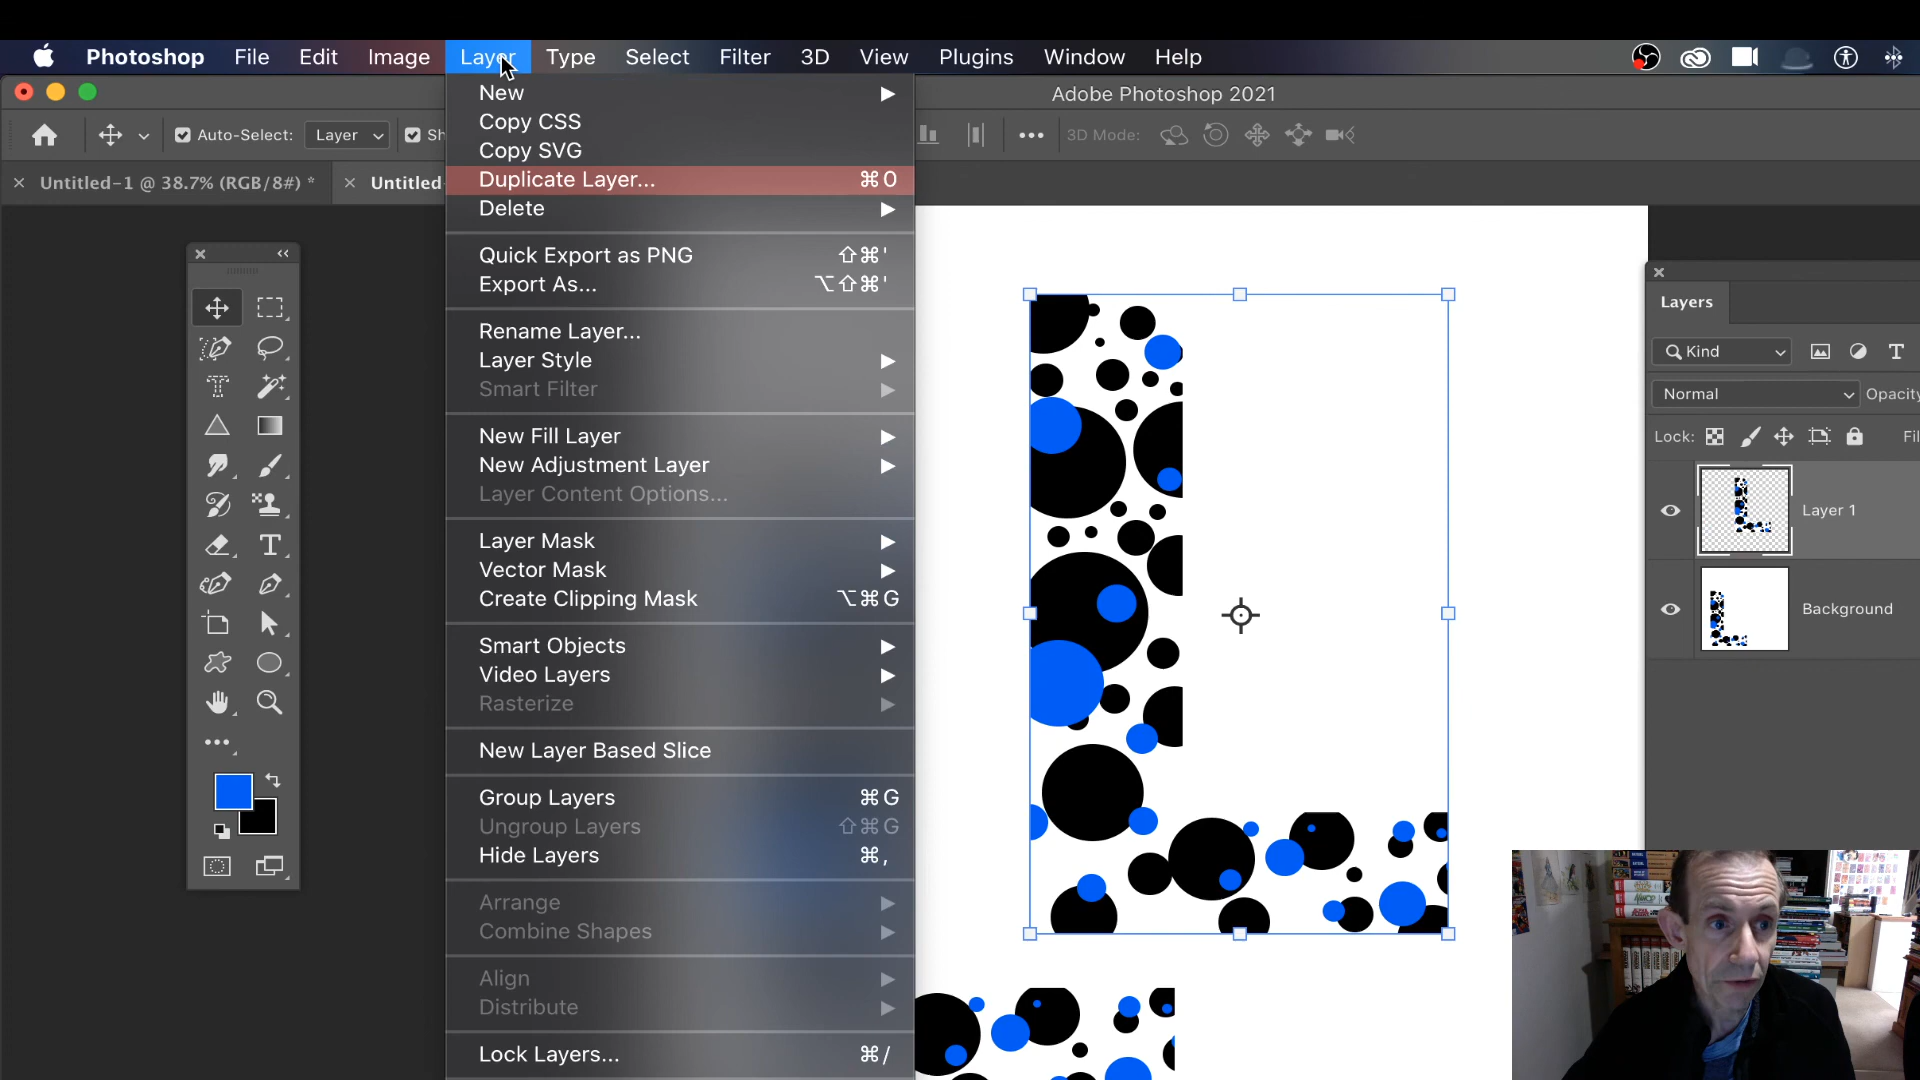 Photoshop File Edit Image Layer Type Select Filter 3D View Plugins Window Help
Adobe Photoshop 2021
Auto-Select: Layer Sh
3D Mode:
Untitled-1 @ 38.7% (RGB/8#) *
Untitled-
New
Copy CSS
Copy SVG
Duplicate Layer... ⌘O
Delete
Quick Export as PNG ⇧⌘'
Export As... ⌥⇧⌘'
Rename Layer...
Layer Style
Smart Filter
New Fill Layer
New Adjustment Layer
Layer Content Options...
Layer Mask
Vector Mask
Create Clipping Mask ⌥⌘G
Smart Objects
Video Layers
Rasterize
New Layer Based Slice
Group Layers ⌘G
Ungroup Layers ⇧⌘G
Hide Layers ⌘,
Arrange
Combine Shapes
Align
Distribute
Lock Layers... ⌘/
Layers
Kind
Normal Opacity
Lock: Fil
Layer 1
Background